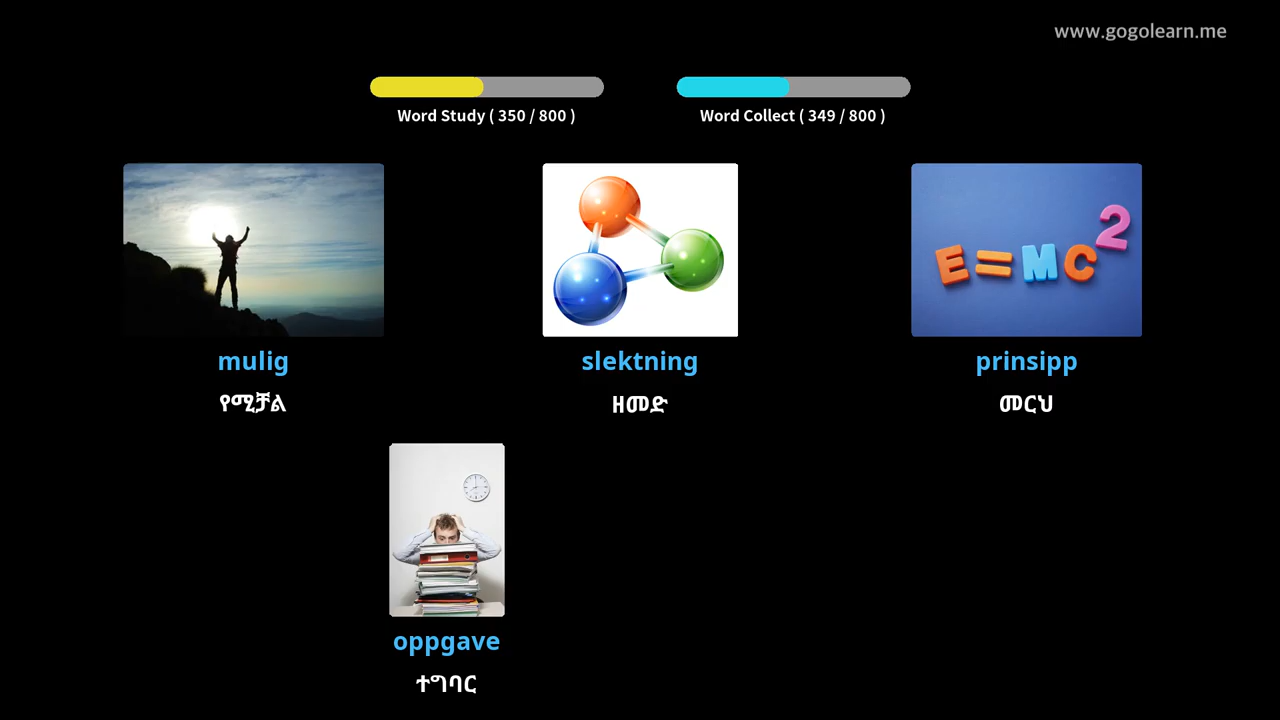 www.gogolearn.me
Word Study ( 350 / 800 )
Word Collect ( 349 / 800 )
E=MC2
mulig
slektning
prinsipp
የሚቻል
ዘመድ
መርህ
oppgave
ተግባር